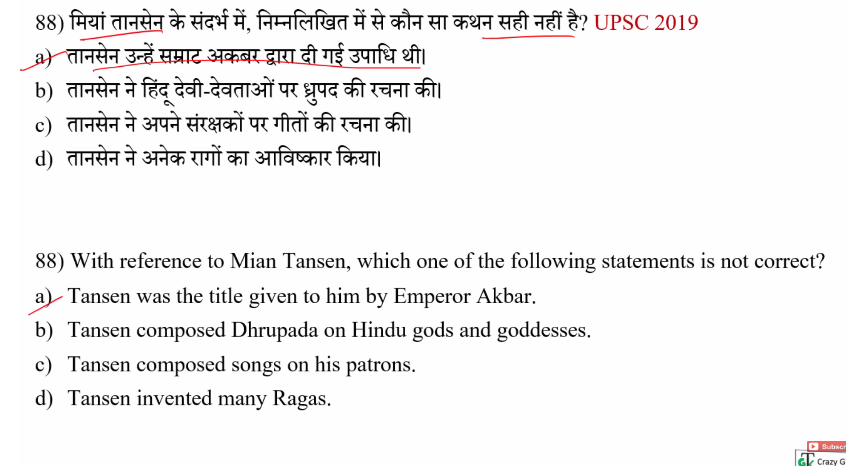 88) मियां तानसेन के संदर्भ में, निम्नलिखित में से कौन सा कथन सही नहीं है? UPSC 2019
a) तानसेन उन्हें सम्राट अकबर द्वारा दी गई उपाधि थी।
b) तानसेन ने हिंदू देवी-देवताओं पर ध्रुपद की रचना की।
c) तानसेन ने अपने संरक्षकों पर गीतों की रचना की।
d) तानसेन ने अनेक रागों का आविष्कार किया।
88) With reference to Mian Tansen, which one of the following statements is not correct?
a) Tansen was the title given to him by Emperor Akbar.
b) Tansen composed Dhrupada on Hindu gods and goddesses.
c) Tansen composed songs on his patrons.
d) Tansen invented many Ragas.
Subscr
Crazy G